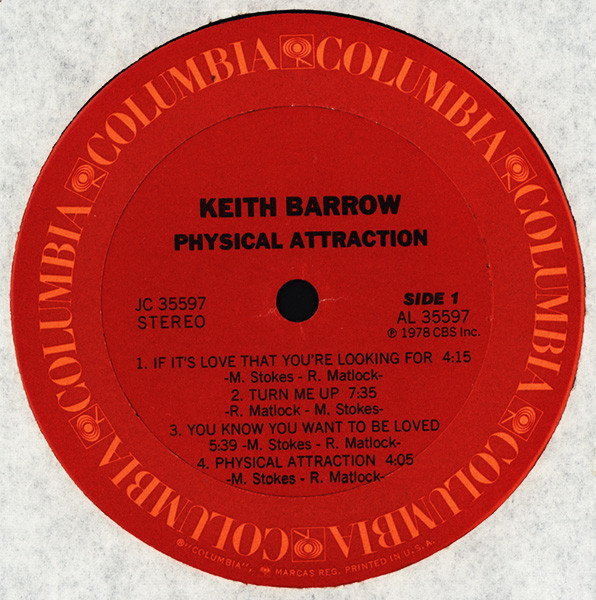 COLUMBIA COLUMBIA COLUMBIA COLUMBIA COLUMBIA COLUMBIA COLUMBIA COLUMBIA
KEITH BARROW
PHYSICAL ATTRACTION
JC 35597
STEREO
SIDE 1
AL 35597
℗ 1978 CBS Inc.
1. IF IT'S LOVE THAT YOU'RE LOOKING FOR 4:15
-M. Stokes - R. Matlock-
2. TURN ME UP 7:35
-R. Matlock - M. Stokes-
3. YOU KNOW YOU WANT TO BE LOVED
5:39 -M. Stokes - R. Matlock-
4. PHYSICAL ATTRACTION 4:05
-M. Stokes - R. Matlock-
® "COLUMBIA", MARCAS REG. PRINTED IN U.S.A.